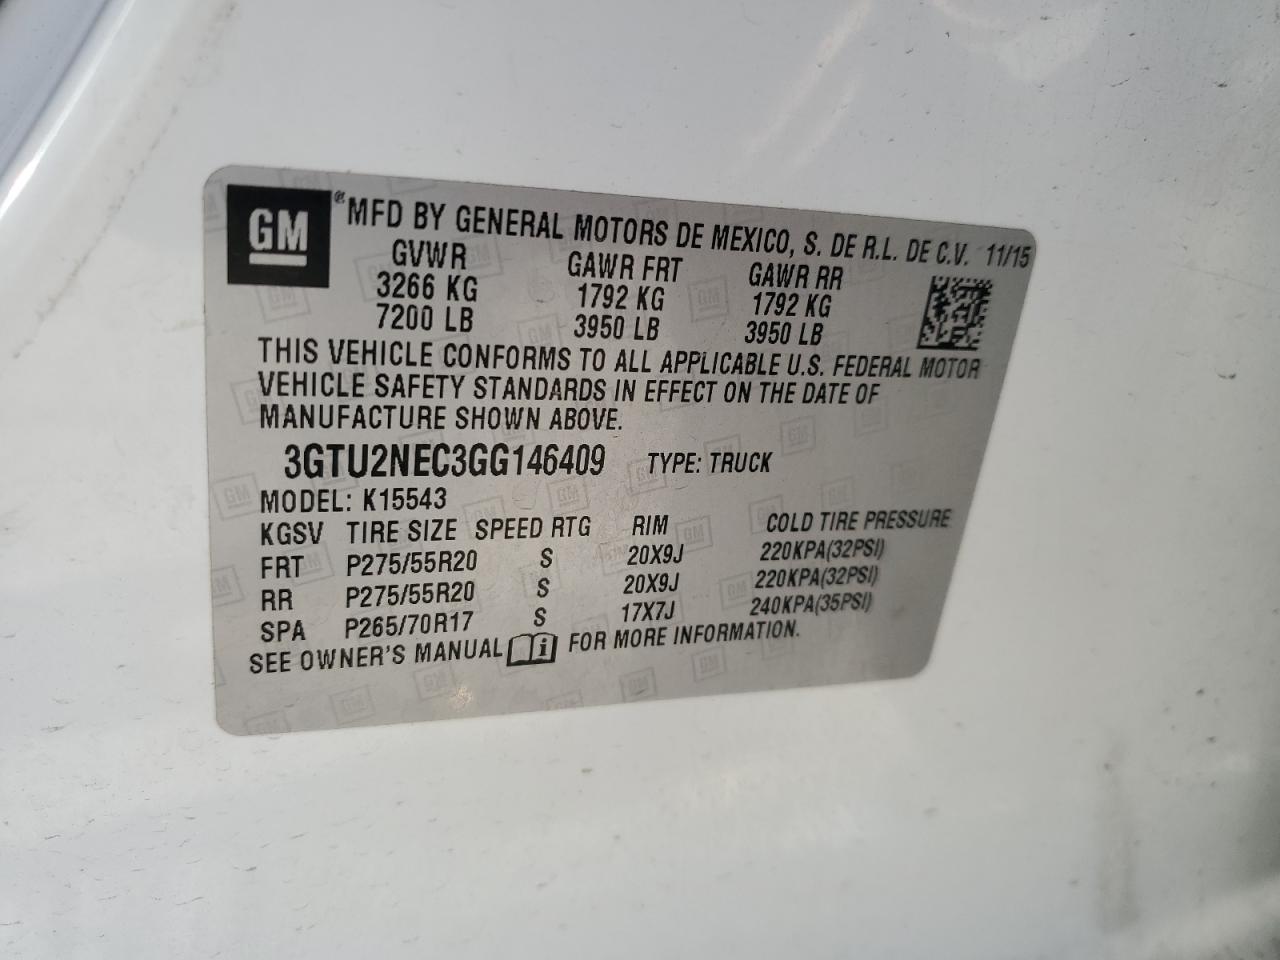 GM ® MFD BY GENERAL MOTORS DE MEXICO, S. DE R.L. DE C.V. 11/15
GVWR GAWR FRT GAWR RR
3266 KG 1792 KG 1792 KG
7200 LB 3950 LB 3950 LB
THIS VEHICLE CONFORMS TO ALL APPLICABLE U.S. FEDERAL MOTOR
VEHICLE SAFETY STANDARDS IN EFFECT ON THE DATE OF
MANUFACTURE SHOWN ABOVE.
3GTU2NEC3GG146409 TYPE: TRUCK
MODEL: K15543
KGSV TIRE SIZE SPEED RTG RIM COLD TIRE PRESSURE
FRT P275/55R20 S 20X9J 220KPA(32PSI)
RR P275/55R20 S 20X9J 220KPA(32PSI)
SPA P265/70R17 S 17X7J 240KPA(35PSI)
SEE OWNER'S MANUAL i FOR MORE INFORMATION.